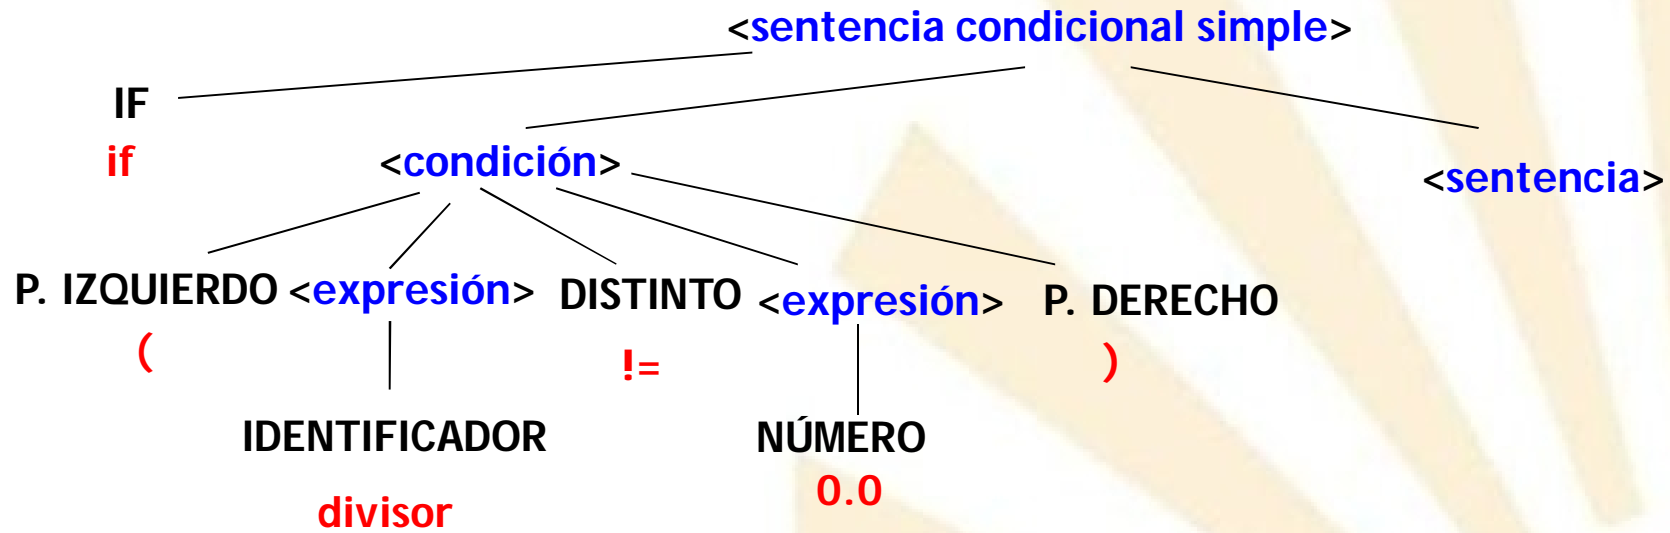 <sentencia condicional simple>
IF
if
<condición>
<sentencia>
P. IZQUIERDO <expresión> DISTINTO <expresión> P. DERECHO
( != )
IDENTIFICADOR NÚMERO
divisor 0.0